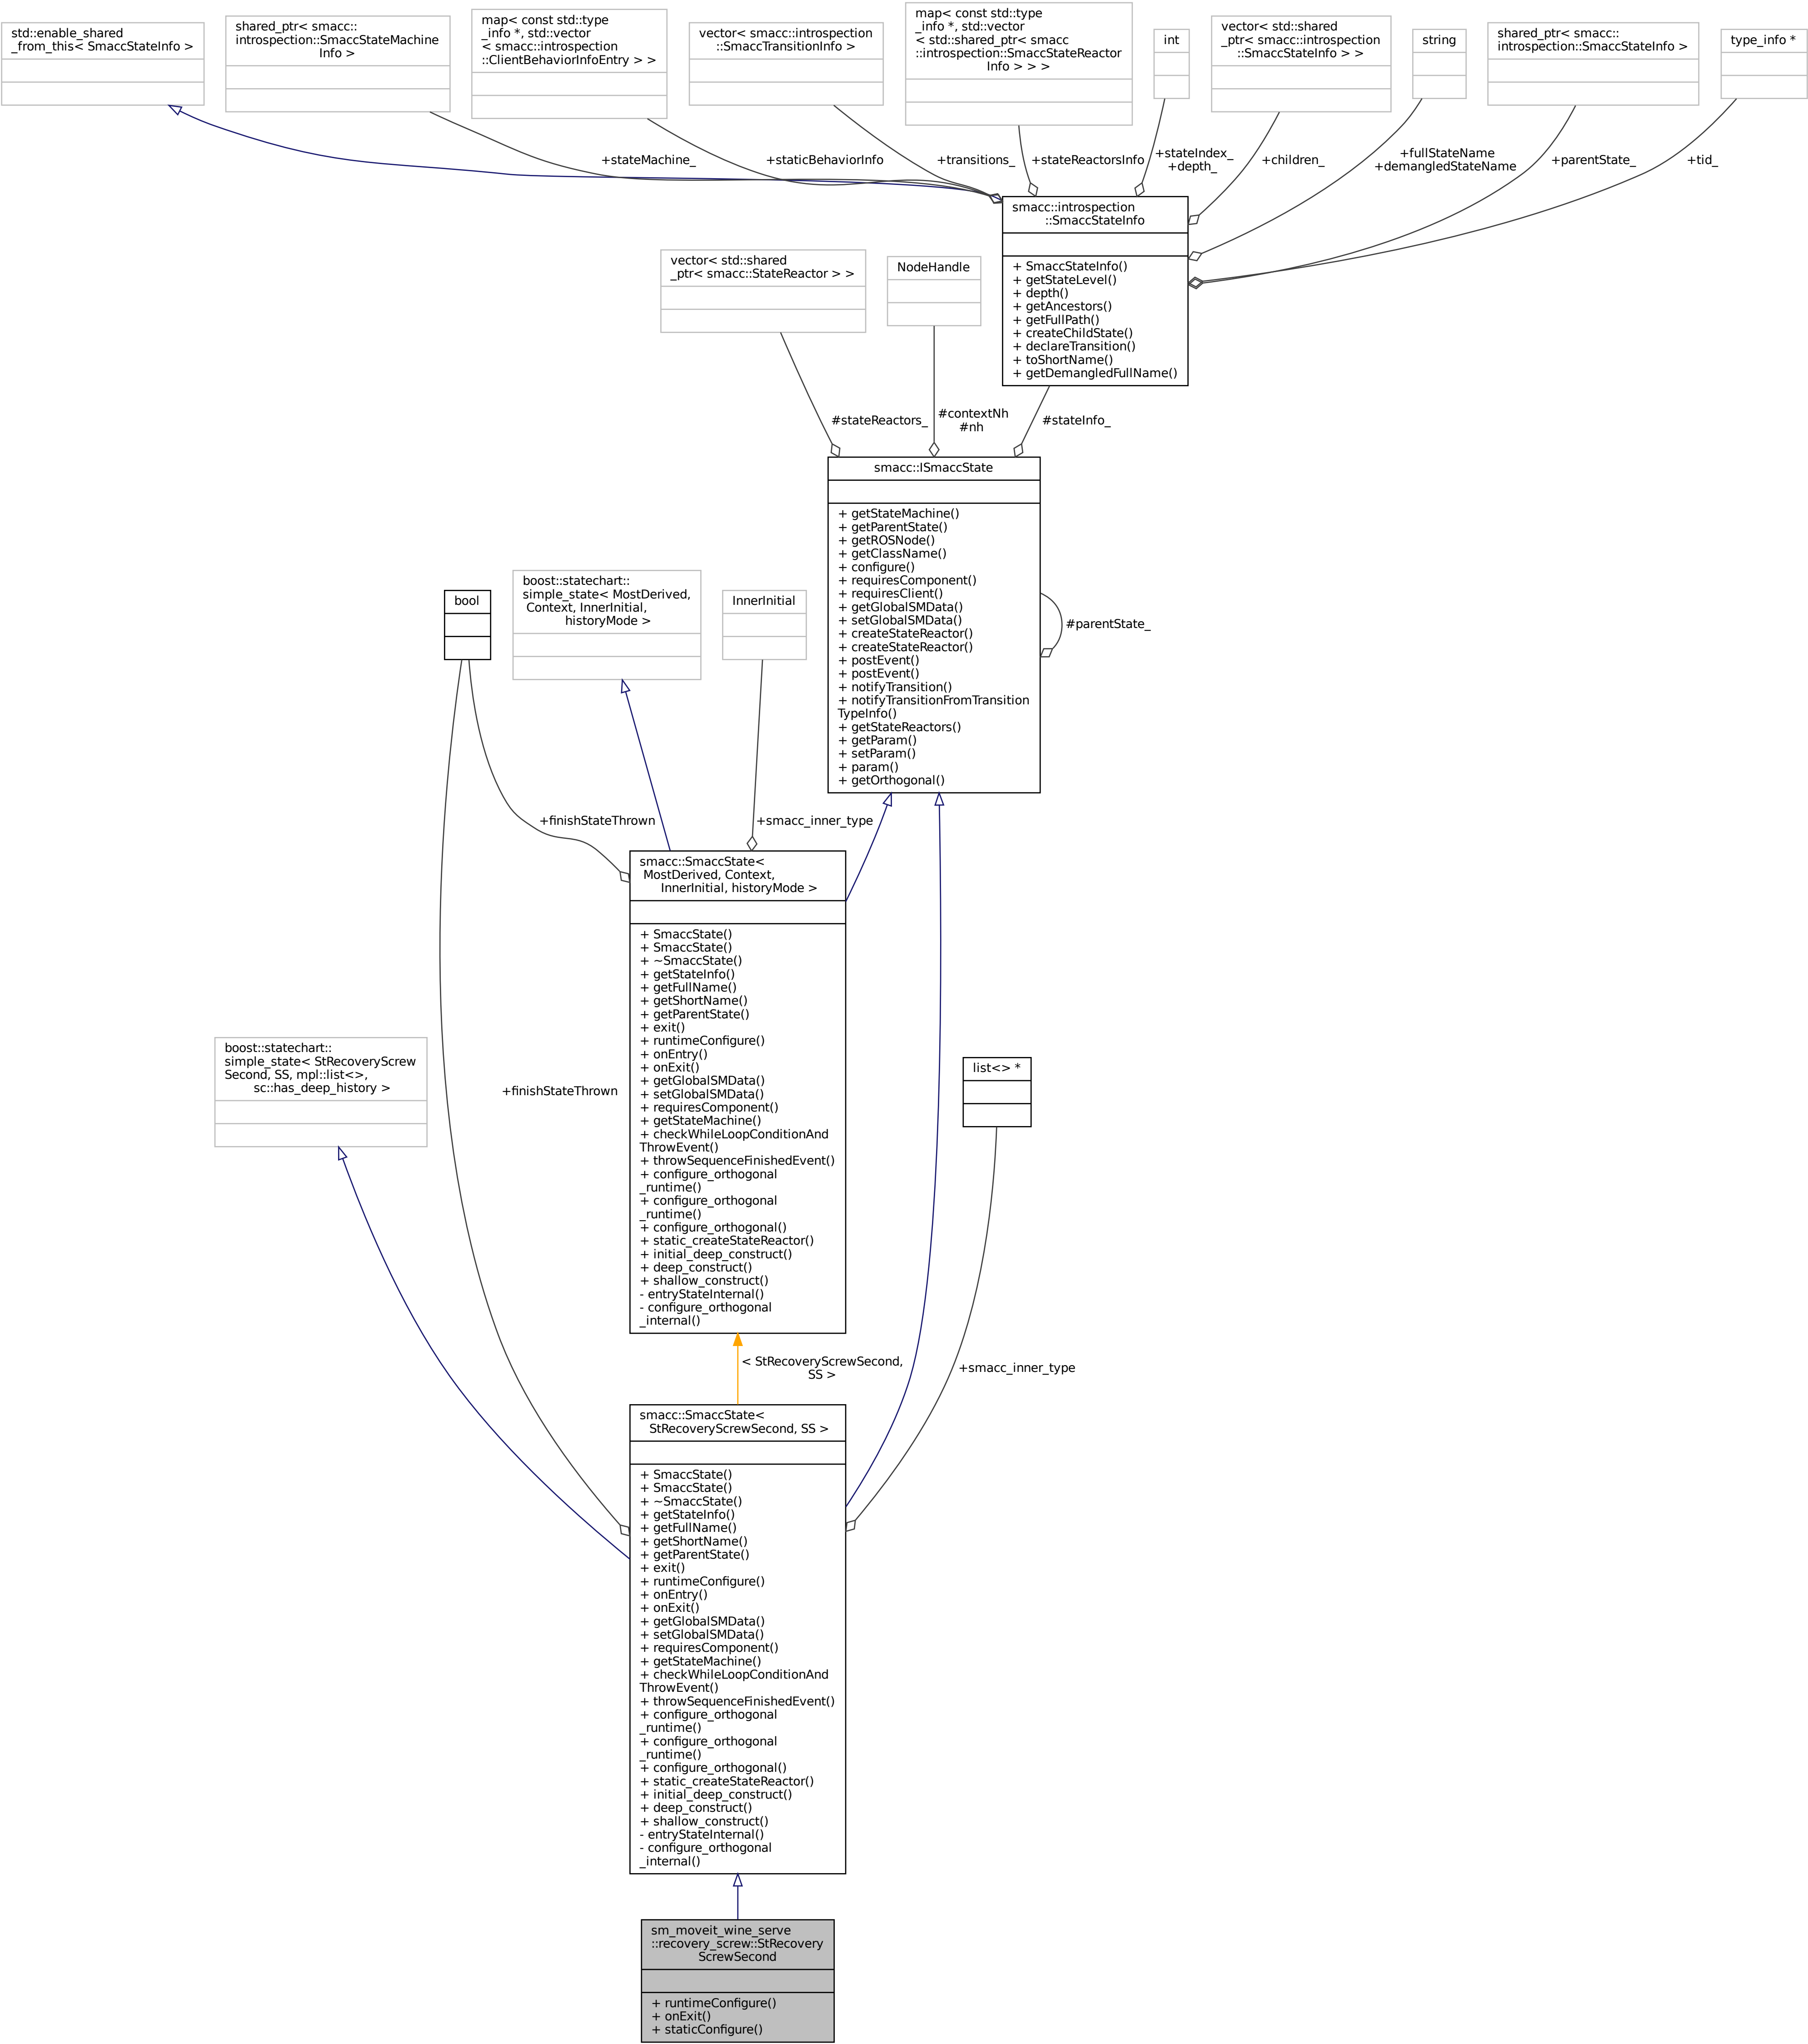 std::enable_shared
_from_this< SmaccStateInfo >
shared_ptr< smacc::
introspection::SmaccStateMachine
Info >
map< const std::type
_info *, std::vector
< smacc::introspection
::ClientBehaviorInfoEntry > >
vector< smacc::introspection
::SmaccTransitionInfo >
map< const std::type
_info *, std::vector
< std::shared_ptr< smacc
::introspection::SmaccStateReactor
Info > > >
int
vector< std::shared
_ptr< smacc::introspection
::SmaccStateInfo > >
string
shared_ptr< smacc::
introspection::SmaccStateInfo >
type_info *
+stateMachine_
+staticBehaviorInfo
+transitions_
+stateReactorsInfo
+stateIndex_
+depth_
+children_
+fullStateName
+demangledStateName
+parentState_
+tid_
smacc::introspection
::SmaccStateInfo
+ SmaccStateInfo()
+ getStateLevel()
+ depth()
+ getAncestors()
+ getFullPath()
+ createChildState()
+ declareTransition()
+ toShortName()
+ getDemangledFullName()
vector< std::shared
_ptr< smacc::StateReactor > >
NodeHandle
#stateReactors_
#contextNh
#nh
#stateInfo_
smacc::ISmaccState
+ getStateMachine()
+ getParentState()
+ getROSNode()
+ getClassName()
+ configure()
+ requiresComponent()
+ requiresClient()
+ getGlobalSMData()
+ setGlobalSMData()
+ createStateReactor()
+ createStateReactor()
+ postEvent()
+ postEvent()
+ notifyTransition()
+ notifyTransitionFromTransition
TypeInfo()
+ getStateReactors()
+ getParam()
+ setParam()
+ param()
+ getOrthogonal()
#parentState_
bool
boost::statechart::
simple_state< MostDerived,
Context, InnerInitial,
historyMode >
InnerInitial
+finishStateThrown
+smacc_inner_type
smacc::SmaccState<
MostDerived, Context,
InnerInitial, historyMode >
+ SmaccState()
+ SmaccState()
+ ~SmaccState()
+ getStateInfo()
+ getFullName()
+ getShortName()
+ getParentState()
+ exit()
+ runtimeConfigure()
+ onEntry()
+ onExit()
+ getGlobalSMData()
+ setGlobalSMData()
+ requiresComponent()
+ getStateMachine()
+ checkWhileLoopConditionAnd
ThrowEvent()
+ throwSequenceFinishedEvent()
+ configure_orthogonal
_runtime()
+ configure_orthogonal
_runtime()
+ configure_orthogonal()
+ static_createStateReactor()
+ initial_deep_construct()
+ deep_construct()
+ shallow_construct()
- entryStateInternal()
- configure_orthogonal
_internal()
boost::statechart::
simple_state< StRecoveryScrew
Second, SS, mpl::list<>,
sc::has_deep_history >
+finishStateThrown
list<> *
< StRecoveryScrewSecond,
SS >
+smacc_inner_type
smacc::SmaccState<
StRecoveryScrewSecond, SS >
+ SmaccState()
+ SmaccState()
+ ~SmaccState()
+ getStateInfo()
+ getFullName()
+ getShortName()
+ getParentState()
+ exit()
+ runtimeConfigure()
+ onEntry()
+ onExit()
+ getGlobalSMData()
+ setGlobalSMData()
+ requiresComponent()
+ getStateMachine()
+ checkWhileLoopConditionAnd
ThrowEvent()
+ throwSequenceFinishedEvent()
+ configure_orthogonal
_runtime()
+ configure_orthogonal
_runtime()
+ configure_orthogonal()
+ static_createStateReactor()
+ initial_deep_construct()
+ deep_construct()
+ shallow_construct()
- entryStateInternal()
- configure_orthogonal
_internal()
sm_moveit_wine_serve
::recovery_screw::StRecovery
ScrewSecond
+ runtimeConfigure()
+ onExit()
+ staticConfigure()